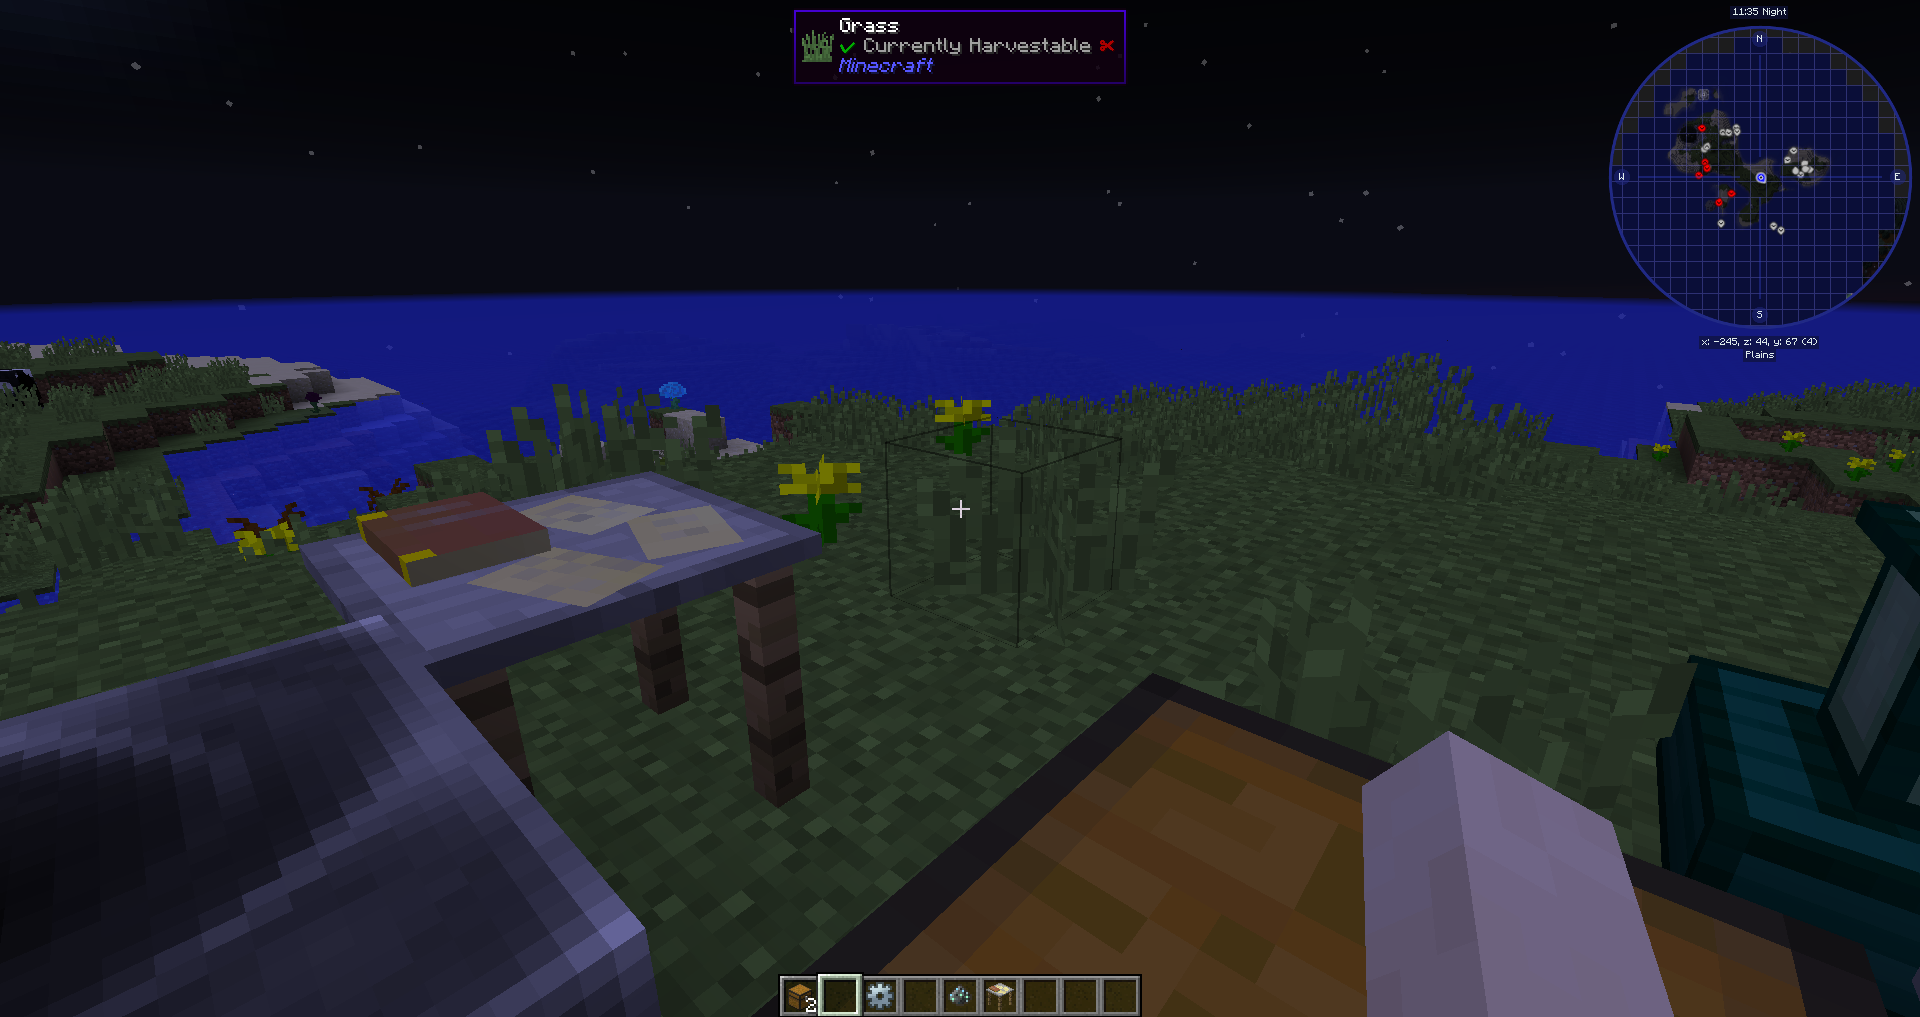 Grass
Currently Harvestable
Minecraft
11:35 Night
N
W
E
S
x: -245, z: 44, y: 67 (4)
Plains
2